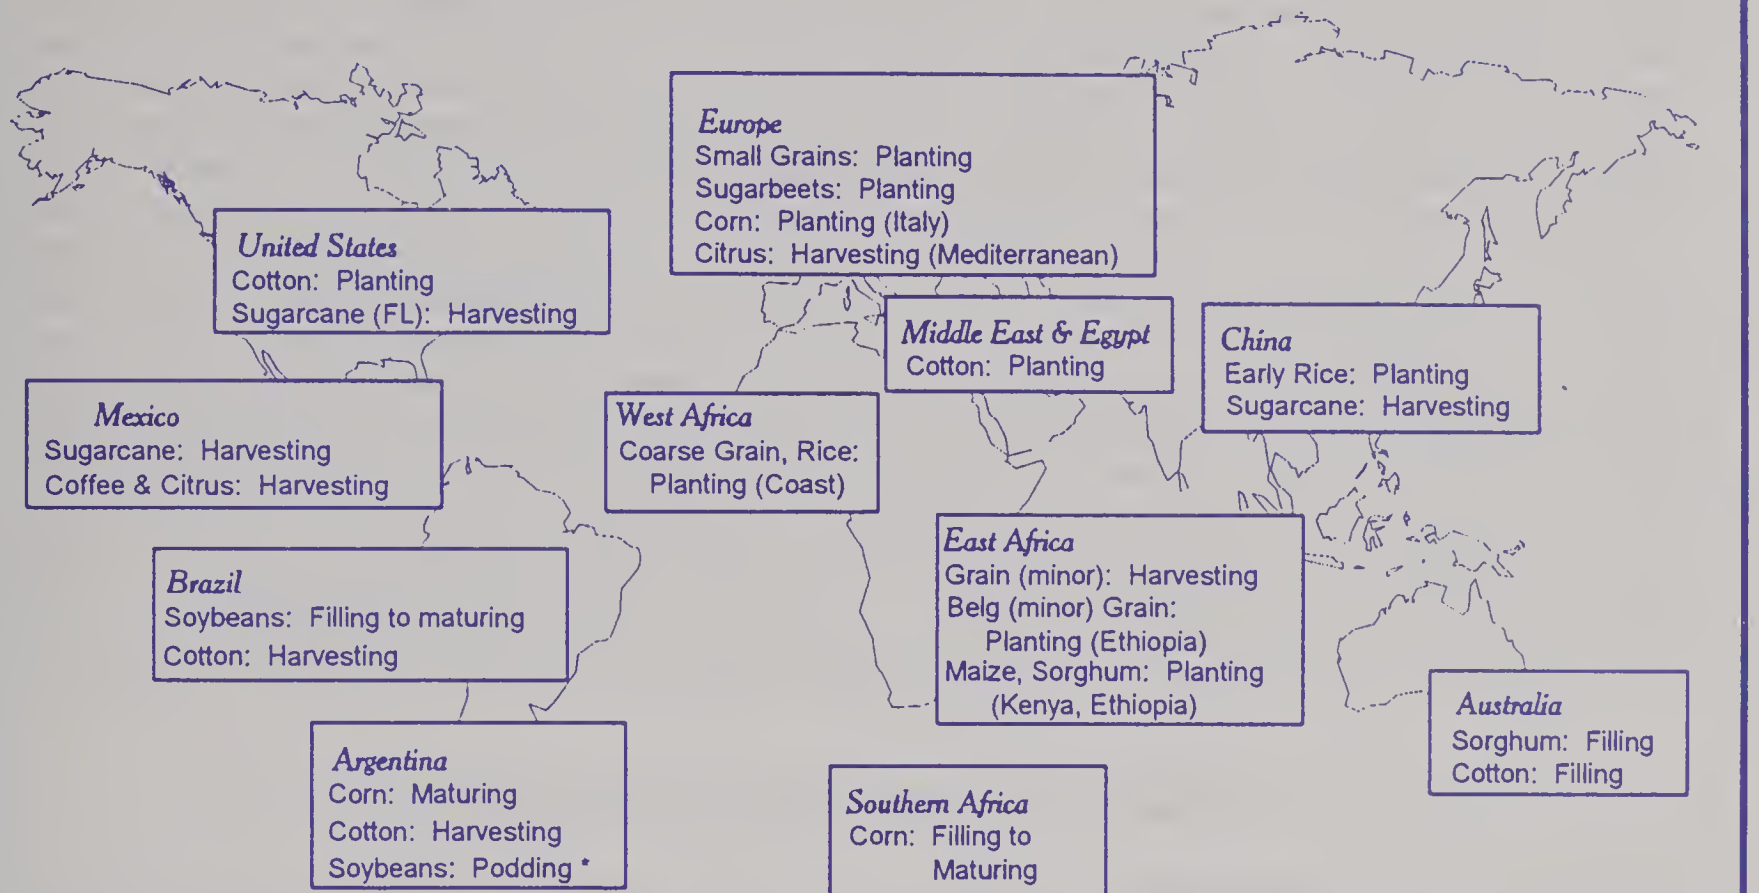 Europe
Small Grains: Planting
Sugarbeets: Planting
Corn: Planting (Italy)
Citrus: Harvesting (Mediterranean)
United States
Cotton: Planting
Sugarcane (FL): Harvesting
Middle East & Egypt
Cotton: Planting
China
Early Rice: Planting
Sugarcane: Harvesting
Mexico
Sugarcane: Harvesting
Coffee & Citrus: Harvesting
West Africa
Coarse Grain, Rice:
Planting (Coast)
Brazil
Soybeans: Filling to maturing
Cotton: Harvesting
East Africa
Grain (minor): Harvesting
Belg (minor) Grain:
Planting (Ethiopia)
Maize, Sorghum: Planting
(Kenya, Ethiopia)
Australia
Sorghum: Filling
Cotton: Filling
Argentina
Corn: Maturing
Cotton: Harvesting
Soybeans: Podding *
Southern Africa
Corn: Filling to
Maturing